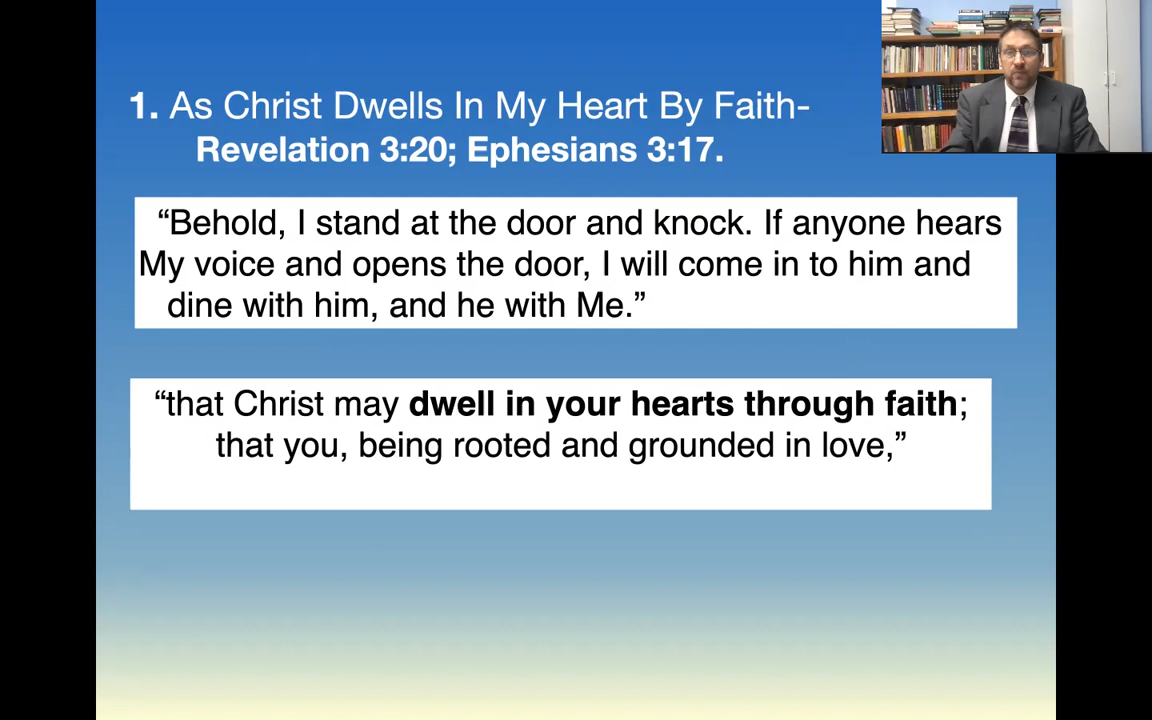 1. As Christ Dwells In My Heart By Faith-
Revelation 3:20; Ephesians 3:17.
“Behold, I stand at the door and knock. If anyone hears
My voice and opens the door, I will come in to him and
dine with him, and he with Me.”
“that Christ may dwell in your hearts through faith;
that you, being rooted and grounded in love,”